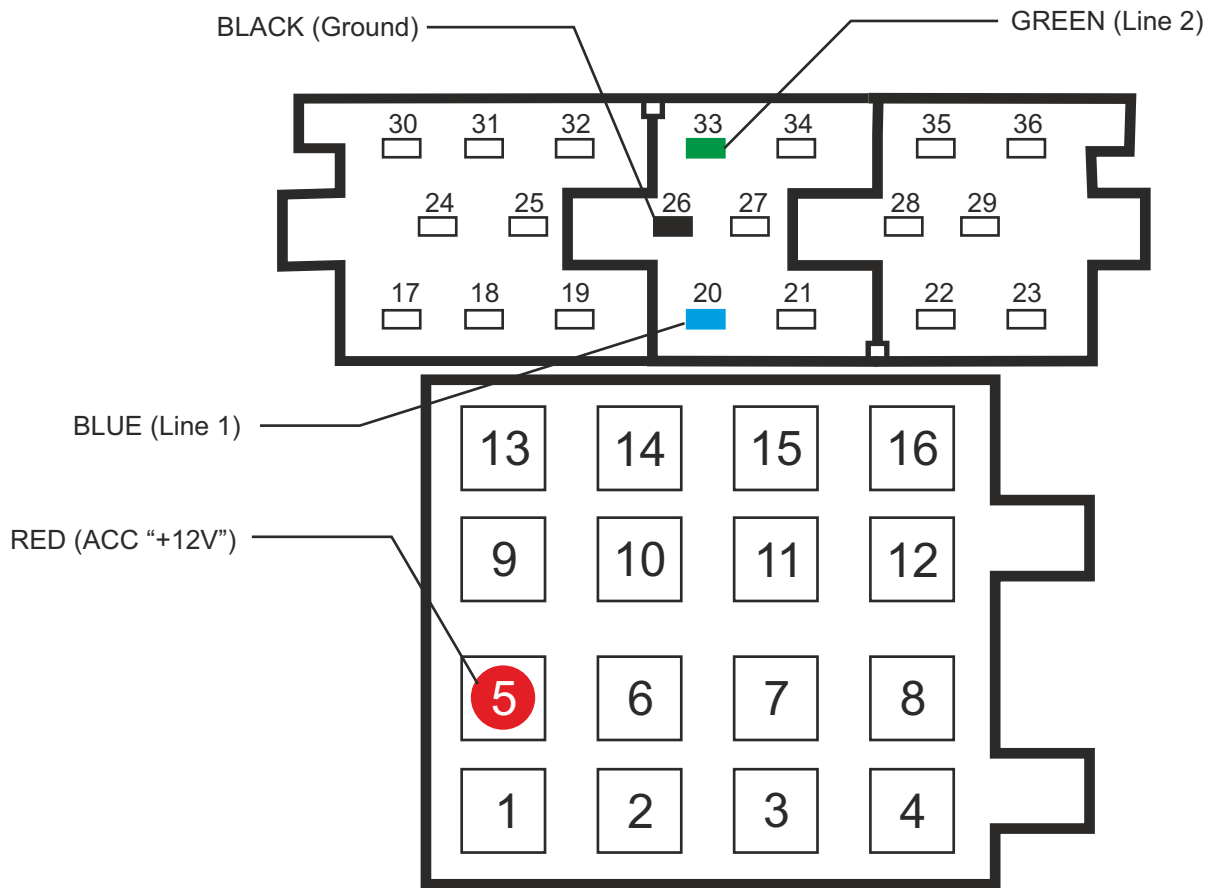 BLACK (Ground)
GREEN (Line 2)
30 31 32 33 34 35 36
24 25 26 27 28 29
17 18 19 20 21 22 23
BLUE (Line 1)
13 14 15 16
RED (ACC “+12V”)
9 10 11 12
5 6 7 8
1 2 3 4